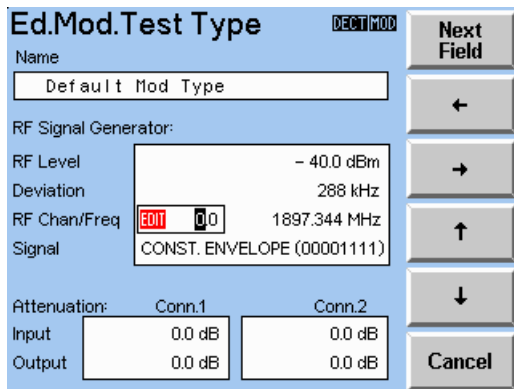 Ed.Mod.Test Type
DECT MOD
Name
Default Mod Type
RF Signal Generator:
RF Level – 40.0 dBm
Deviation 288 kHz
RF Chan/Freq EDIT 0.0 1897.344 MHz
Signal CONST. ENVELOPE (00001111)
Attenuation: Conn.1 Conn.2
Input 0.0 dB 0.0 dB
Output 0.0 dB 0.0 dB
Next
Field
←
→
↑
↓
Cancel